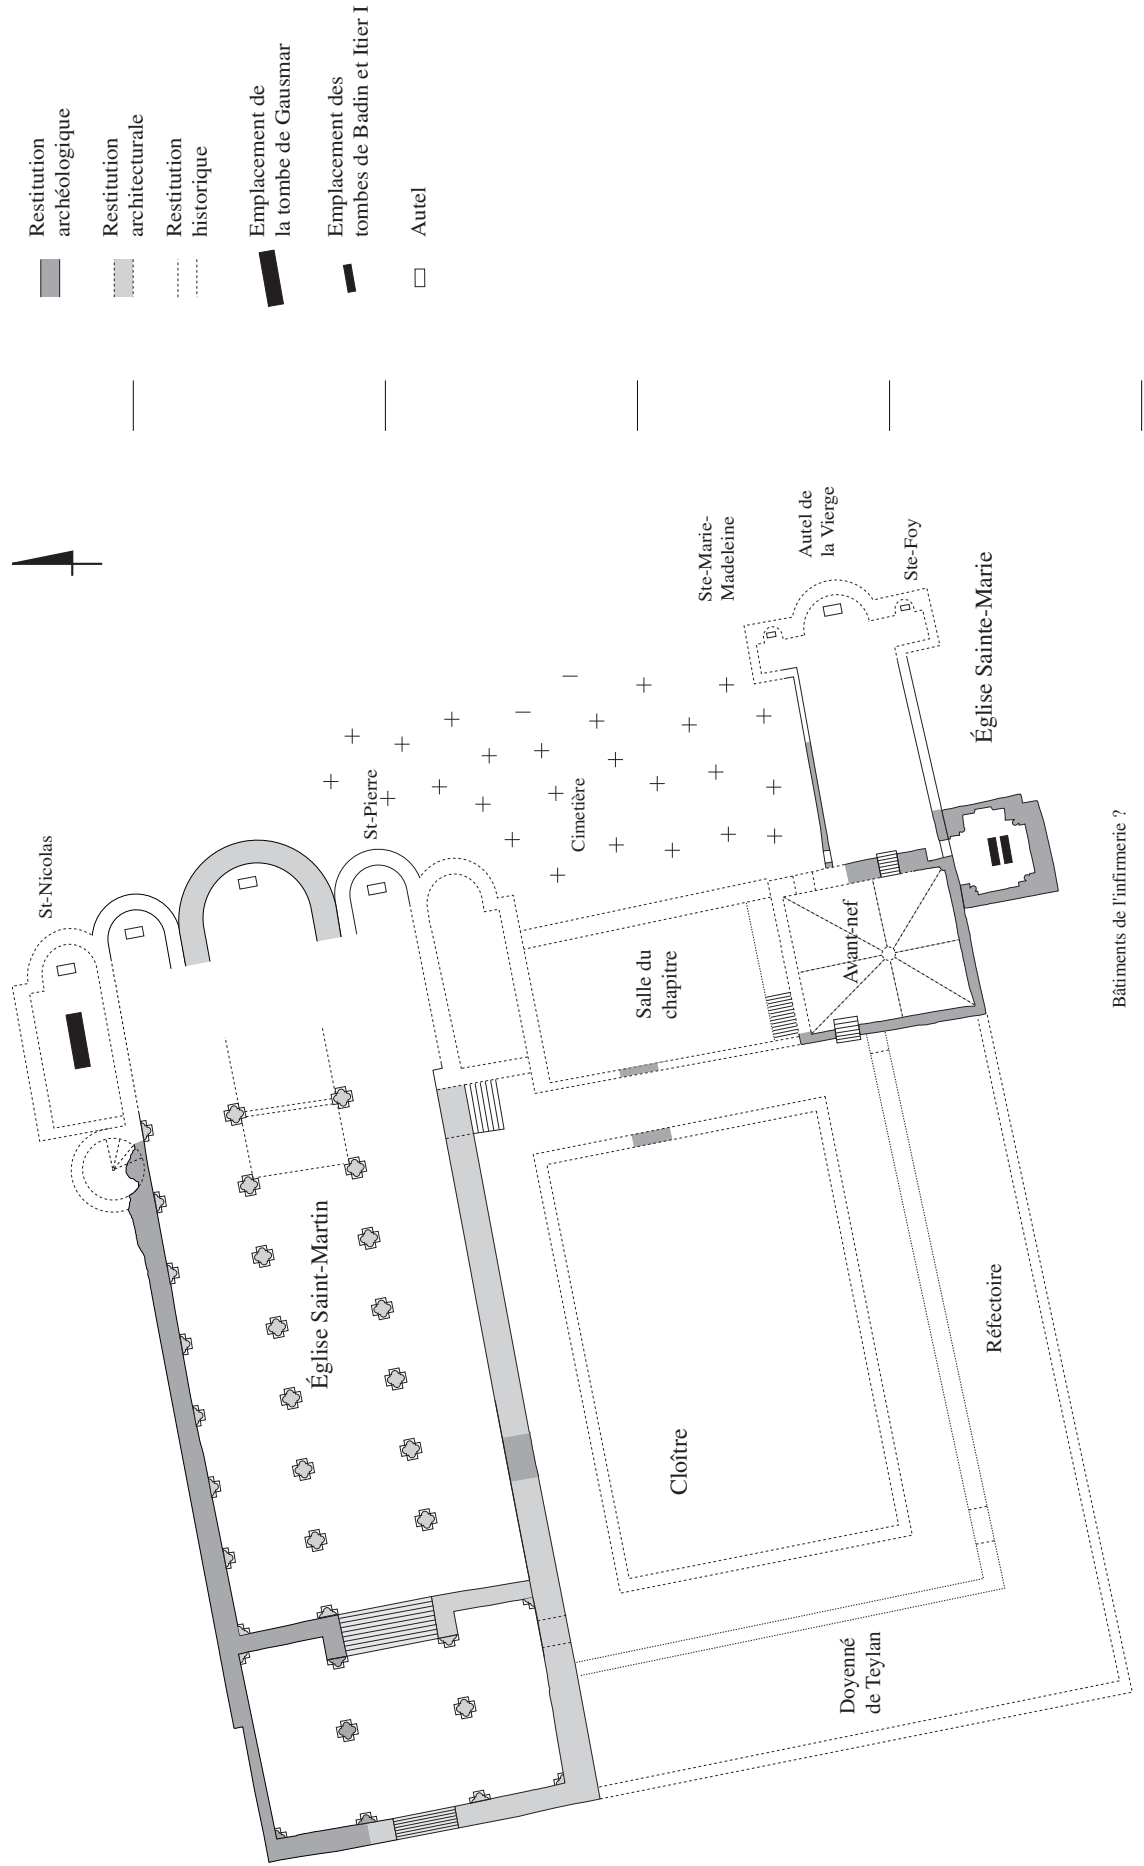 Restitution
archéologique
Restitution
architecturale
Restitution
historique
Emplacement de
la tombe de Gausmar
Emplacement des
tombes de Badin et Itier I
Autel
St-Nicolas
St-Pierre
Cimetière
Ste-Marie-
Madeleine
Autel de
la Vierge
Ste-Foy
Église Sainte-Marie
Avant-nef
Salle du
chapitre
Bâtiments de l'infirmerie ?
Église Saint-Martin
Cloître
Réfectoire
Doyenné
de Teylan